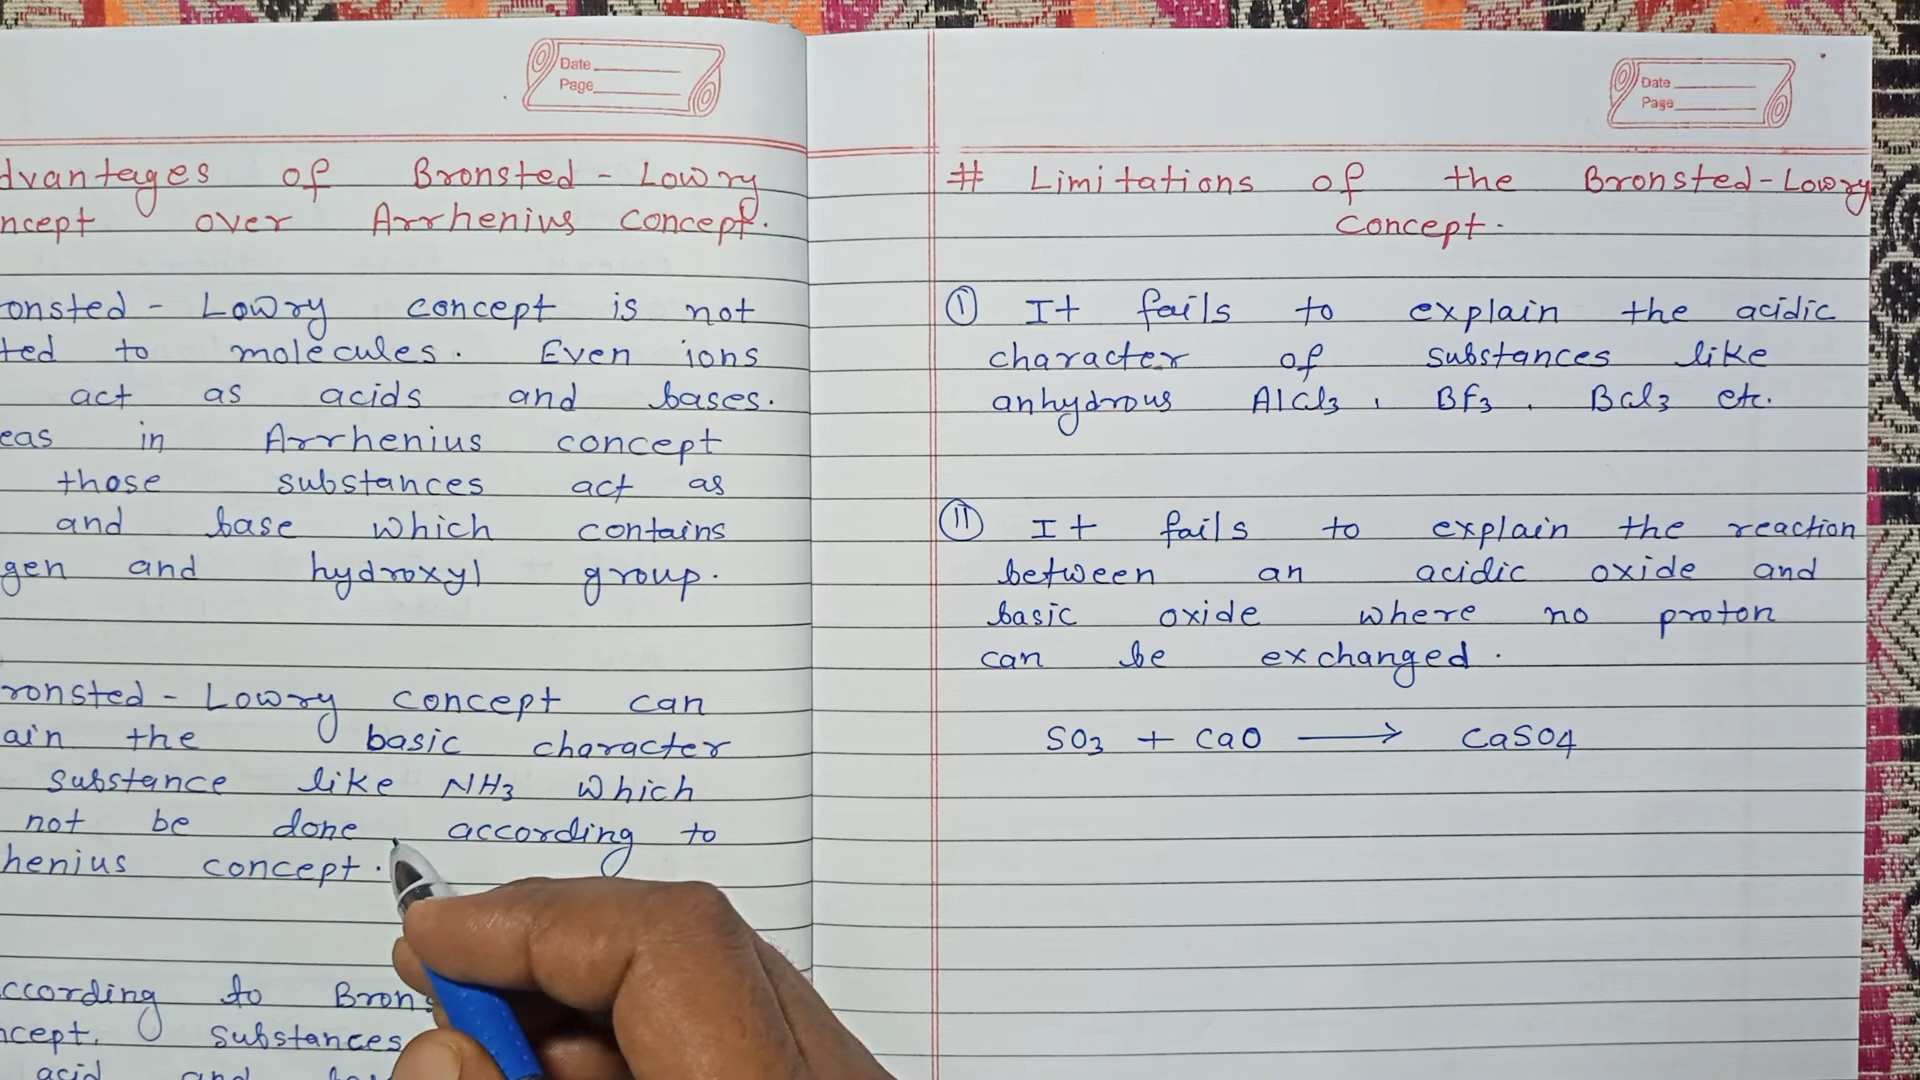 Date
Page
dvantages of Bronsted - Lowry
ncept over Arrhenius concept.
onsted - Lowry concept is not
ted to molecules. Even ions
act as acids and bases.
eas in Arrhenius concept
those substances act as
and base which contains
gen and hydroxyl group.
ronsted - Lowry concept can
ain the basic character
substance like NH3 which
not be done according to
henius concept.
ccording to Brons
ncept. substances
acid and
Date
Page
# Limitations of the Bronsted-Lowry
Concept.
(I) It fails to explain the acidic
character of substances like
anhydrous AlCl3, BF3, BCl3 etc.
(II) It fails to explain the reaction
between an acidic oxide and
basic oxide where no proton
can be exchanged.
SO3 + CaO ⟶ CaSO4